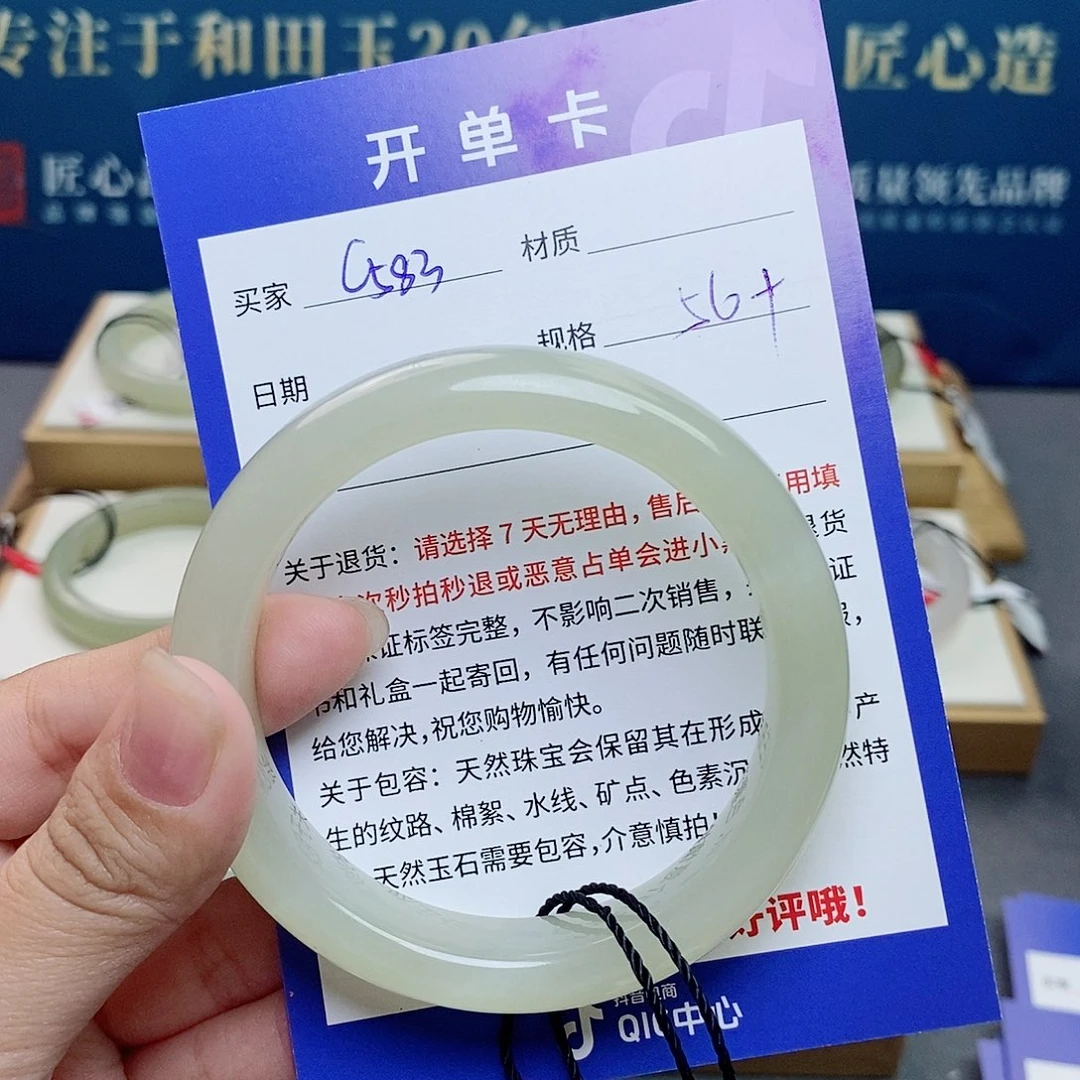 专注于和田玉20年
匠心造
匠心
质量领先品牌
开单卡
买家 C583 材质
规格 56+
日期
关于退货：请选择7天无理由，售后 用填
次秒拍秒退或恶意占单会进小 退货
证标签完整，不影响二次销售， 证
书和礼盒一起寄回，有任何问题随时联 ，
给您解决，祝您购物愉快。
关于包容：天然珠宝会保留其在形成 产
生的纹路、棉絮、水线、矿点、色素沉 然特
天然玉石需要包容，介意慎拍！
好评哦！
抖音电商
QIC中心